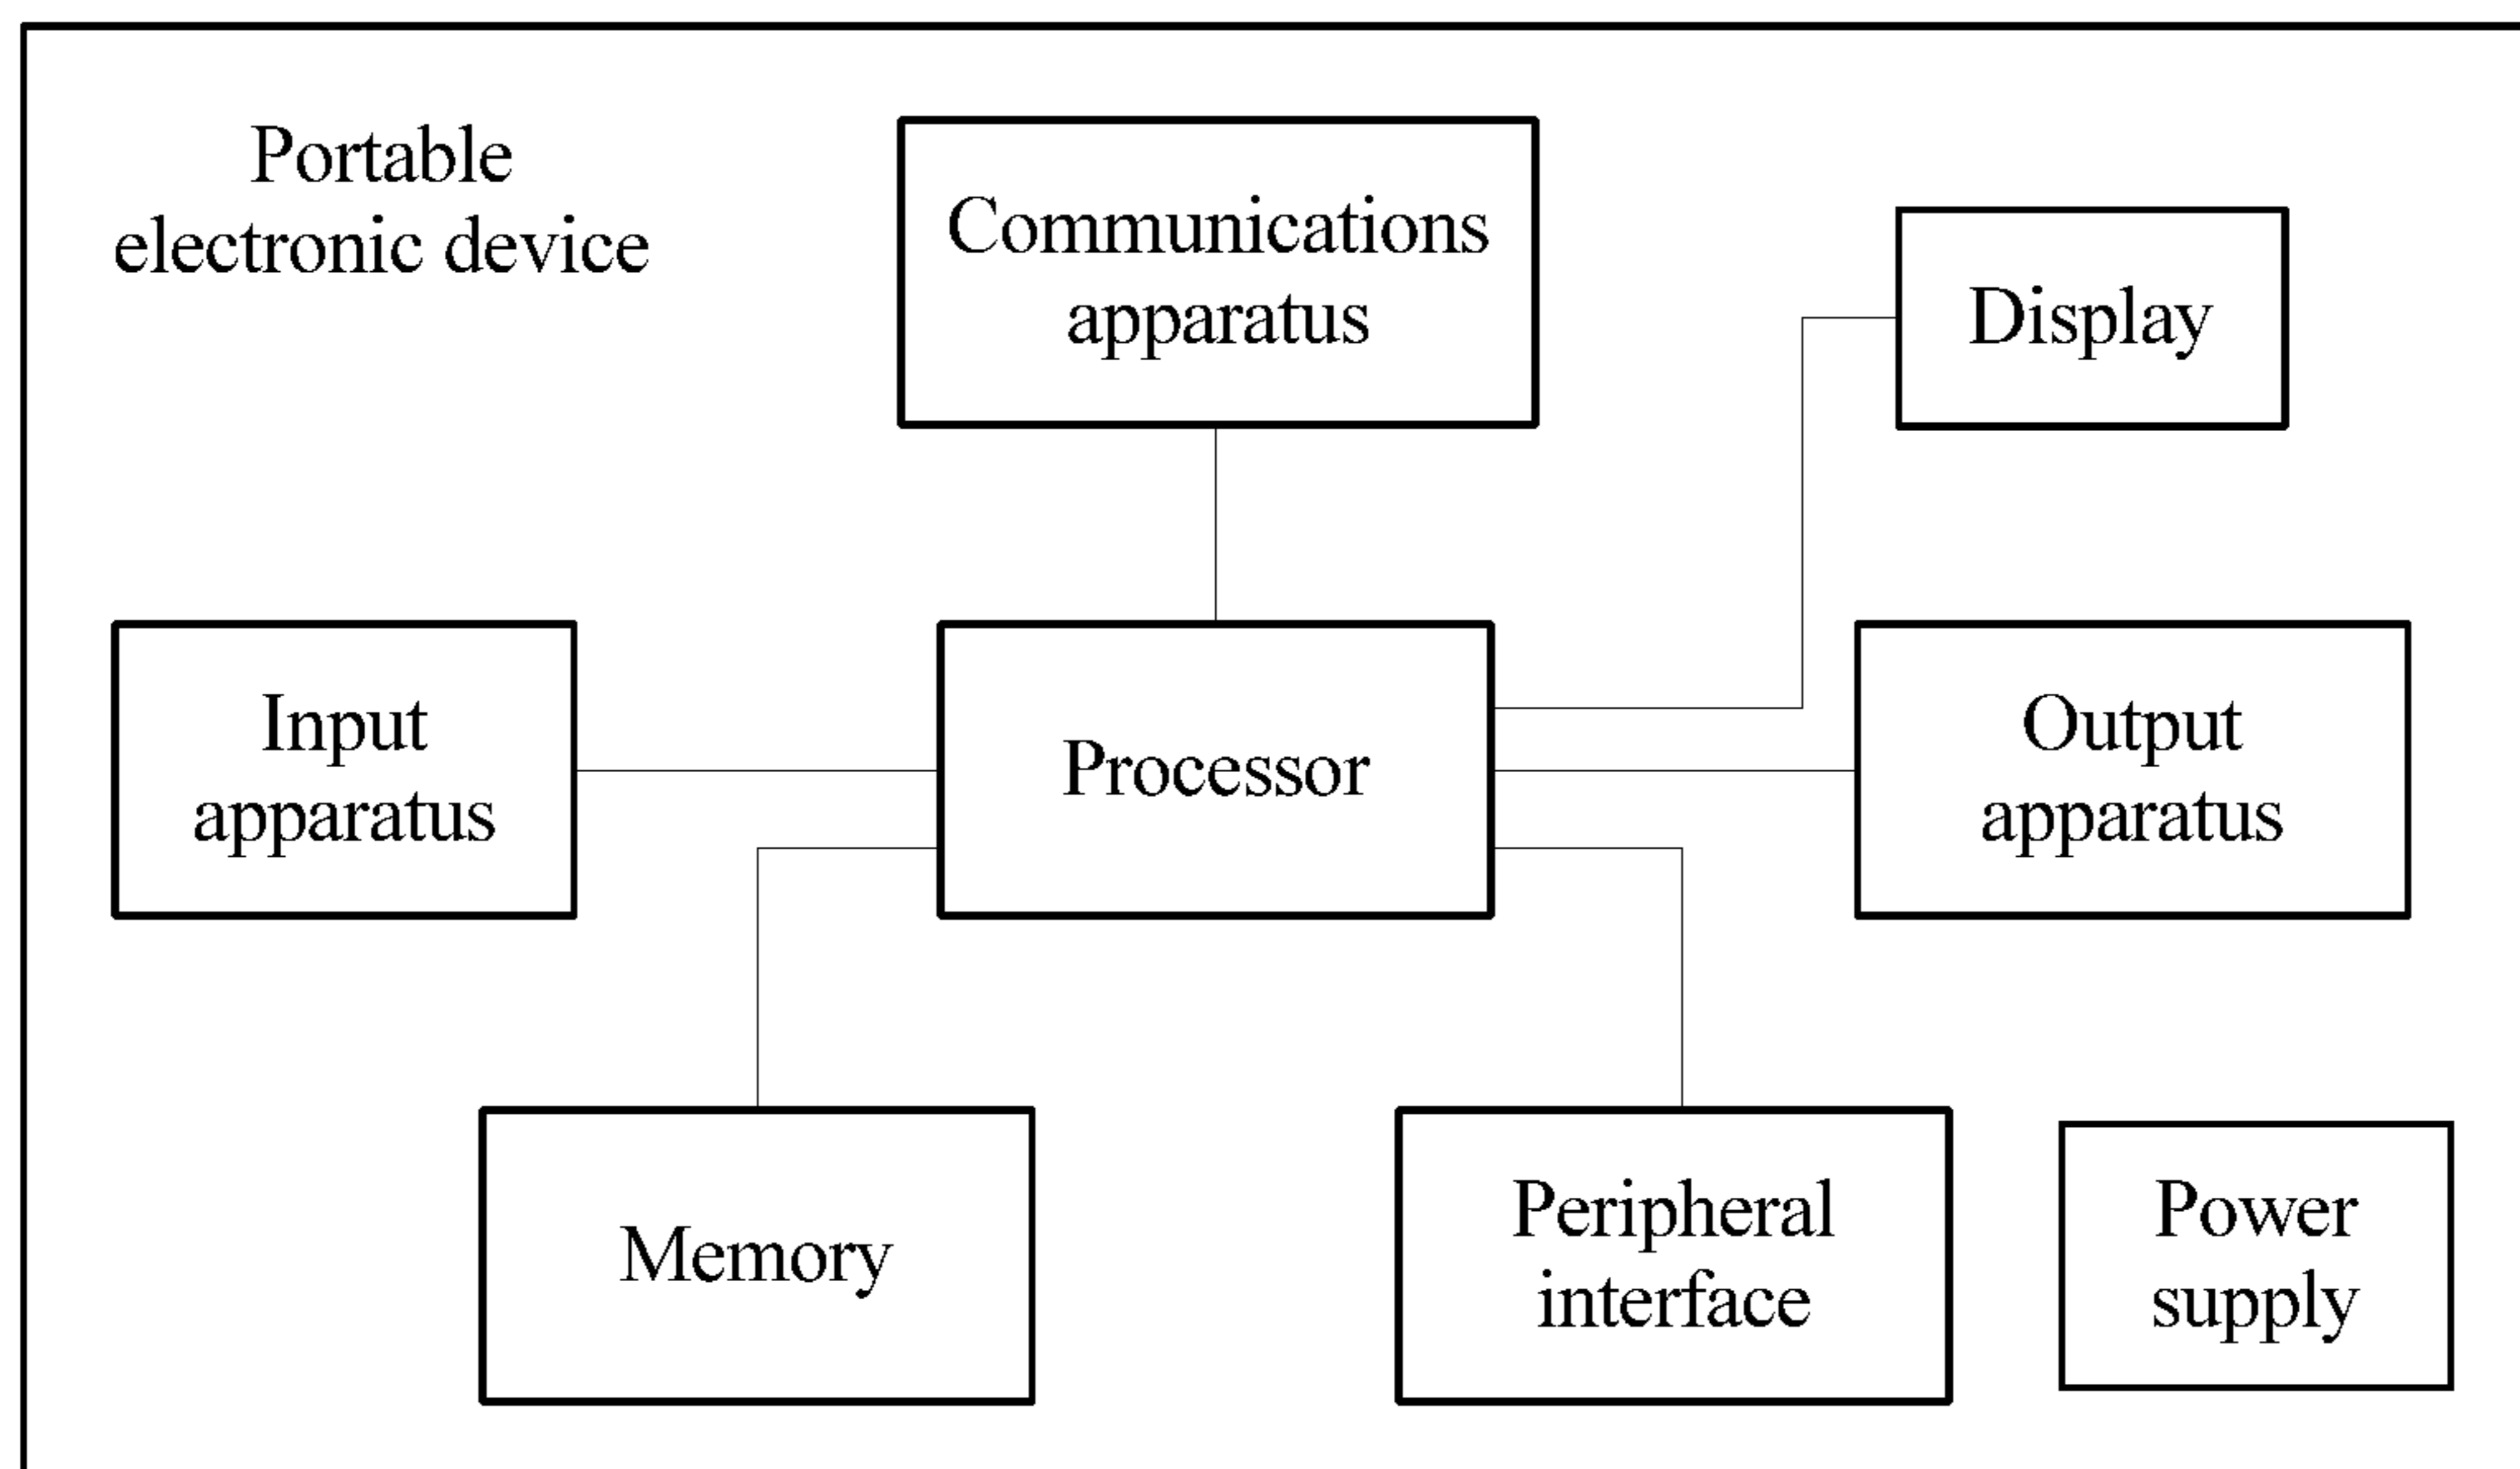 Portable
electronic device
Communications
apparatus
Display
Input
apparatus
Processor
Output
apparatus
Memory
Peripheral
interface
Power
supply